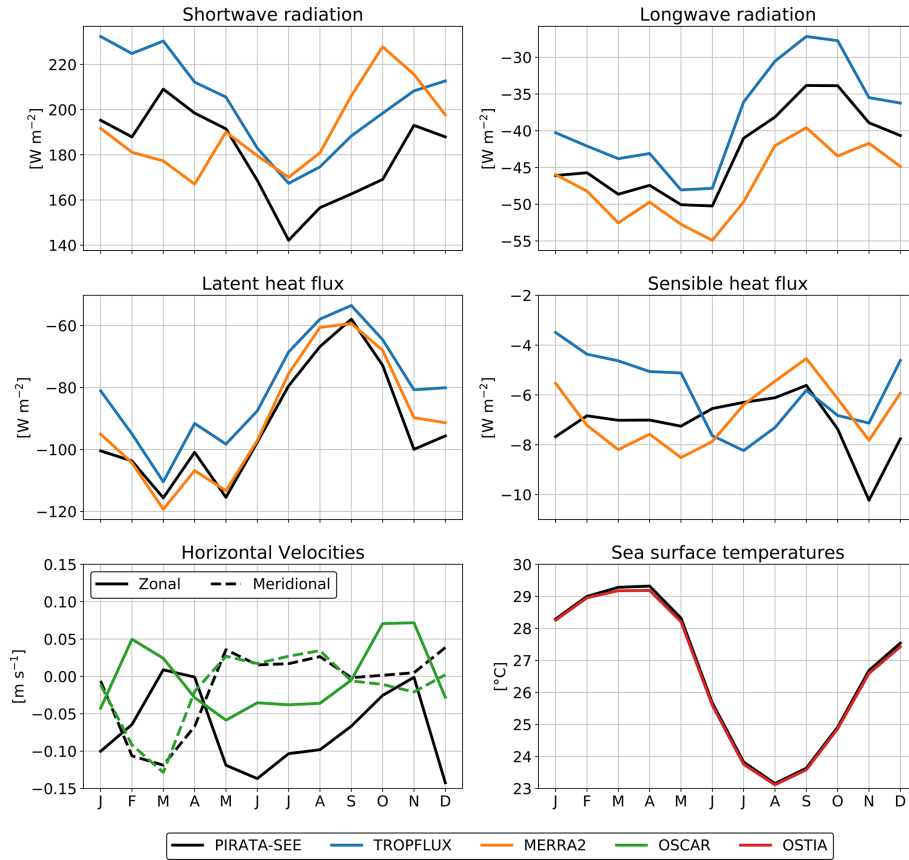 Shortwave radiation
Longwave radiation
[W m⁻²]
220
200
180
160
140
[W m⁻²]
−30
−35
−40
−45
−50
−55
Latent heat flux
Sensible heat flux
[W m⁻²]
−60
−80
−100
−120
[W m⁻²]
−2
−4
−6
−8
−10
Horizontal Velocities
Sea surface temperatures
[m s⁻¹]
0.15
0.10
0.05
0.00
−0.05
−0.10
−0.15
Zonal Meridional
J F M A M J J A S O N D
[°C]
30
29
28
27
26
25
24
23
J F M A M J J A S O N D
PIRATA-SEE TROPFLUX MERRA2 OSCAR OSTIA